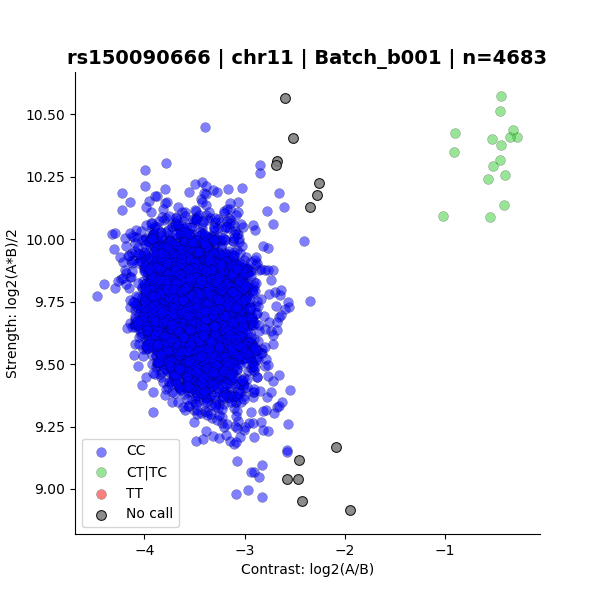 rs150090666 | chr11 | Batch_b001 | n=4683
Strength: log2(A*B)/2
10.50
10.25
10.00
9.75
9.50
9.25
9.00
CC
CT|TC
TT
No call
−4
−3
−2
−1
Contrast: log2(A/B)